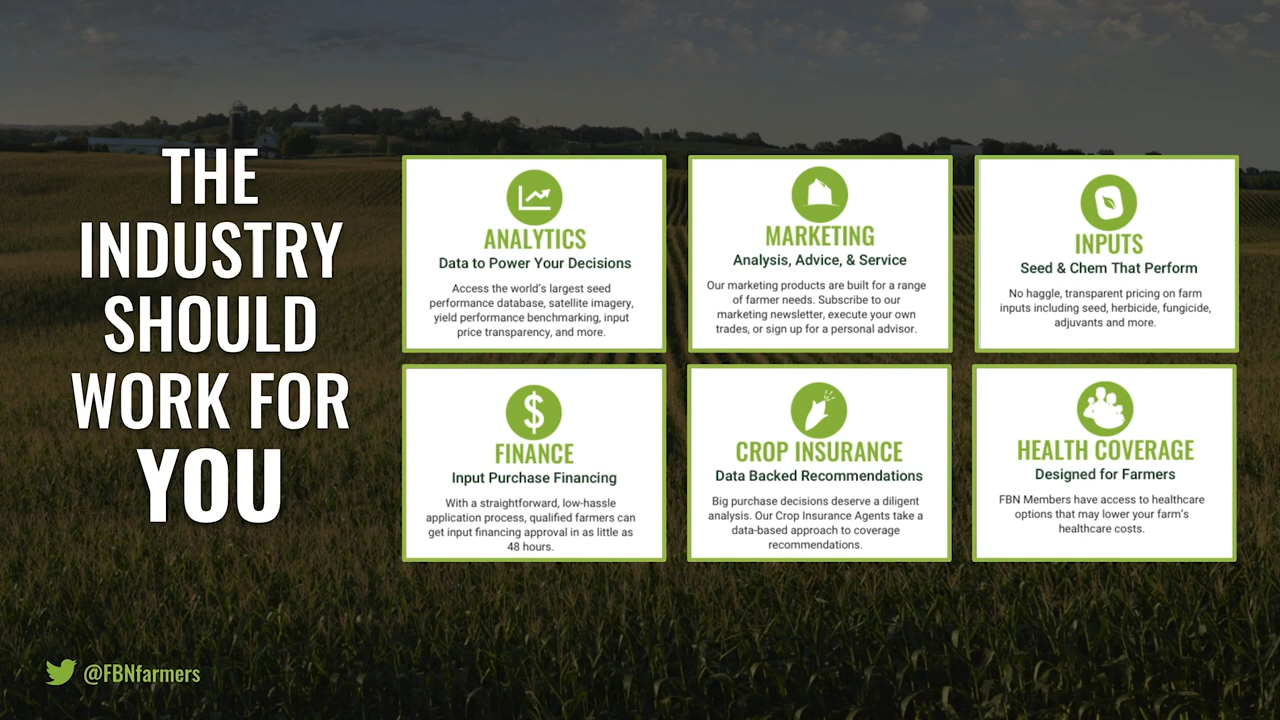 THE
INDUSTRY
SHOULD
WORK FOR
YOU
ANALYTICS
Data to Power Your Decisions
Access the world's largest seed
performance database, satellite imagery,
yield performance benchmarking, input
price transparency, and more.
MARKETING
Analysis, Advice, & Service
Our marketing products are built for a range
of farmer needs. Subscribe to our
marketing newsletter, execute your own
trades, or sign up for a personal advisor.
INPUTS
Seed & Chem That Perform
No haggle, transparent pricing on farm
inputs including seed, herbicide, fungicide,
adjuvants and more.
FINANCE
Input Purchase Financing
With a straightforward, low-hassle
application process, qualified farmers can
get input financing approval in as little as
48 hours.
CROP INSURANCE
Data Backed Recommendations
Big purchase decisions deserve a diligent
analysis. Our Crop Insurance Agents take a
data-based approach to coverage
recommendations.
HEALTH COVERAGE
Designed for Farmers
FBN Members have access to healthcare
options that may lower your farm's
healthcare costs.
@FBNfarmers